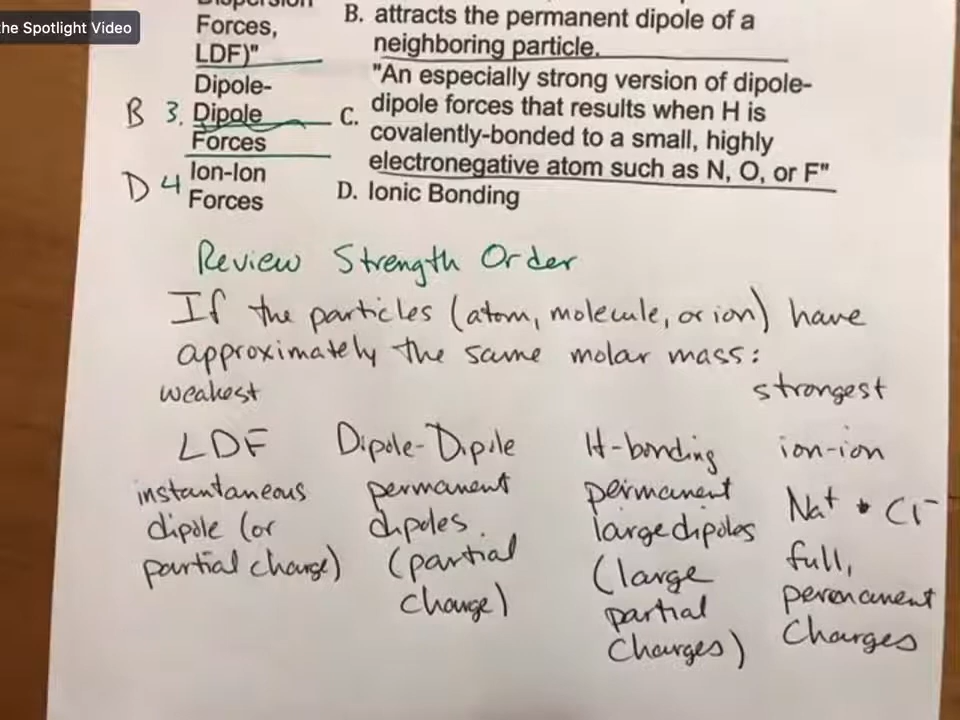 he Spotlight Video
Dispersion
Forces,
LDF)"
B. attracts the permanent dipole of a
neighboring particle.
B 3. Dipole-
Dipole
Forces
C. "An especially strong version of dipole-
dipole forces that results when H is
covalently-bonded to a small, highly
electronegative atom such as N, O, or F"
D 4 Ion-Ion
Forces
D. Ionic Bonding
Review Strength Order
If the particles (atom, molecule, or ion) have
approximately the same molar mass:
weakest strongest
LDF Dipole-Dipole H-bonding ion-ion
instantaneous
dipole (or
partial charge)
permanent
dipoles.
(partial
charge)
permanent
large dipoles
(large
partial
charges)
Na+ • Cl-
full,
permanent
charges